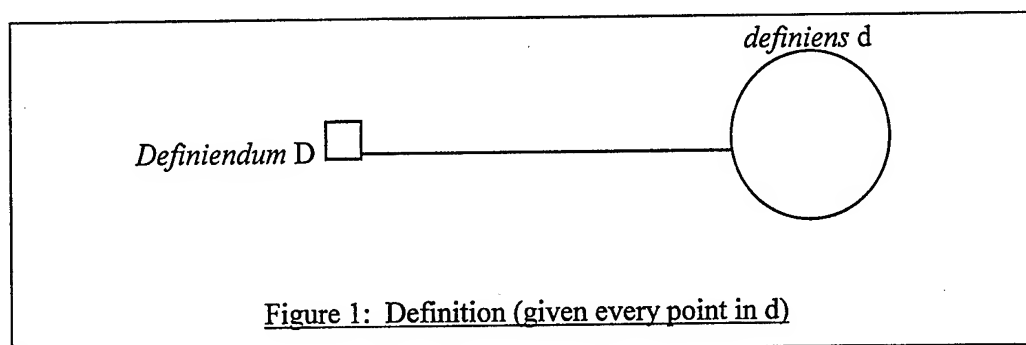 definiens d
Definiendum D
Figure 1: Definition (given every point in d)